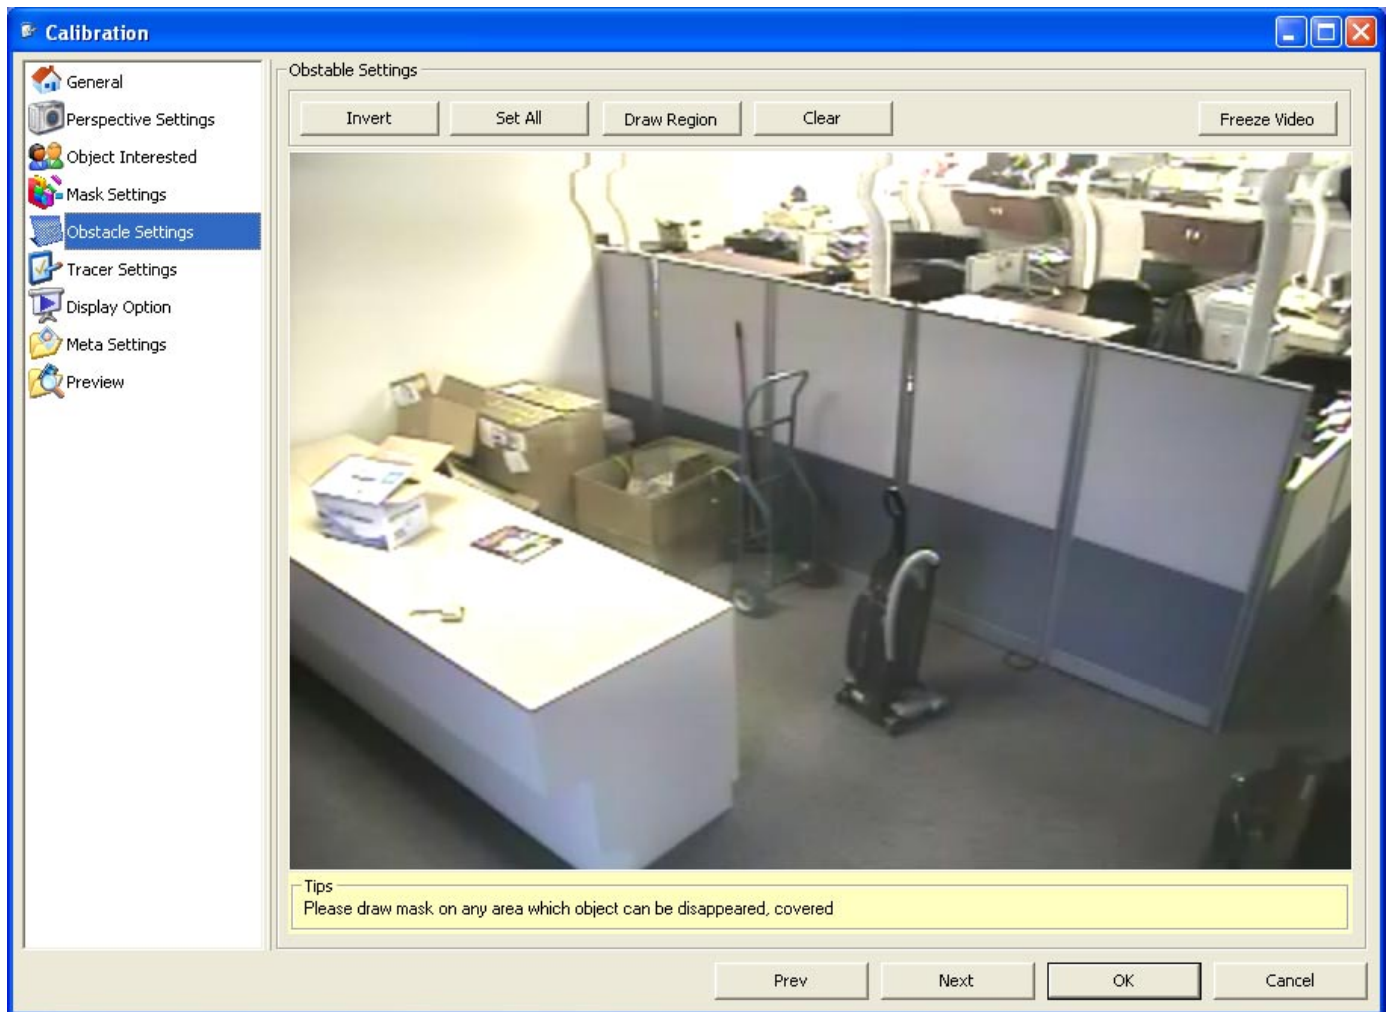 Calibration
General
Perspective Settings
Object Interested
Mask Settings
Obstacle Settings
Tracer Settings
Display Option
Meta Settings
Preview
Obstable Settings
Invert Set All Draw Region Clear Freeze Video
Tips
Please draw mask on any area which object can be disappeared, covered
Prev Next OK Cancel